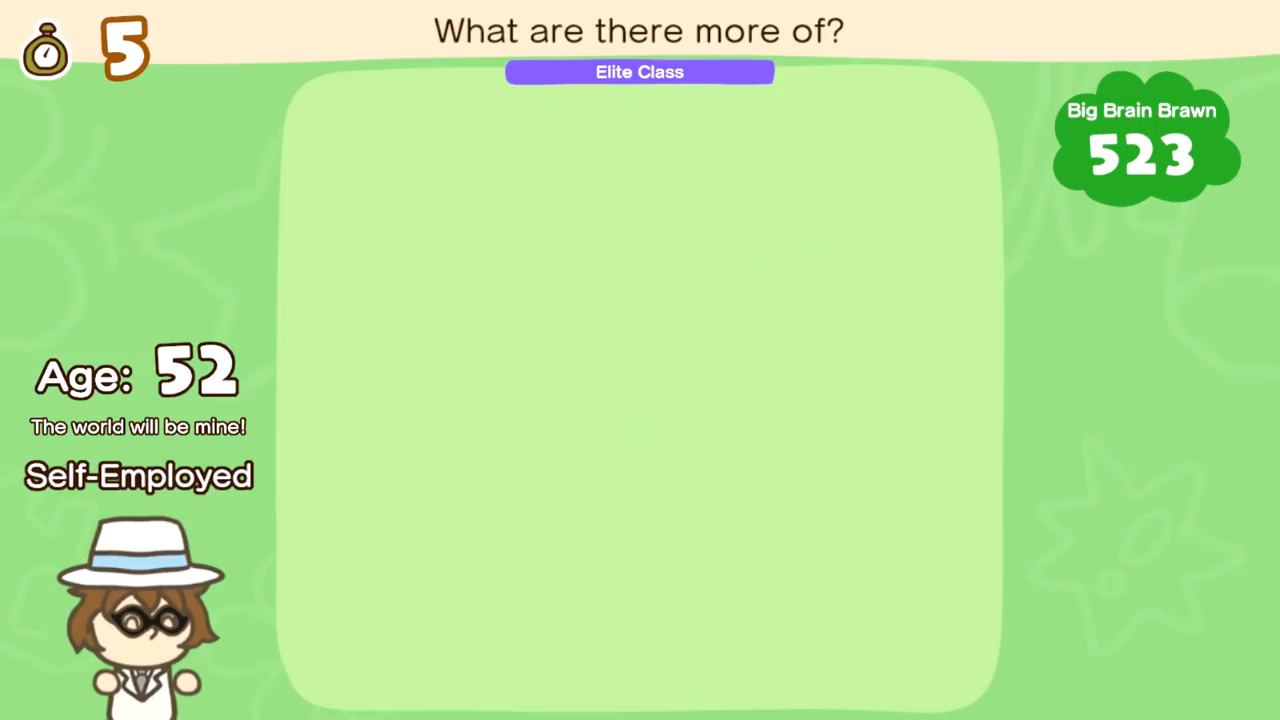 5
What are there more of?
Elite Class
Big Brain Brawn
523
Age: 52
The world will be mine!
Self-Employed